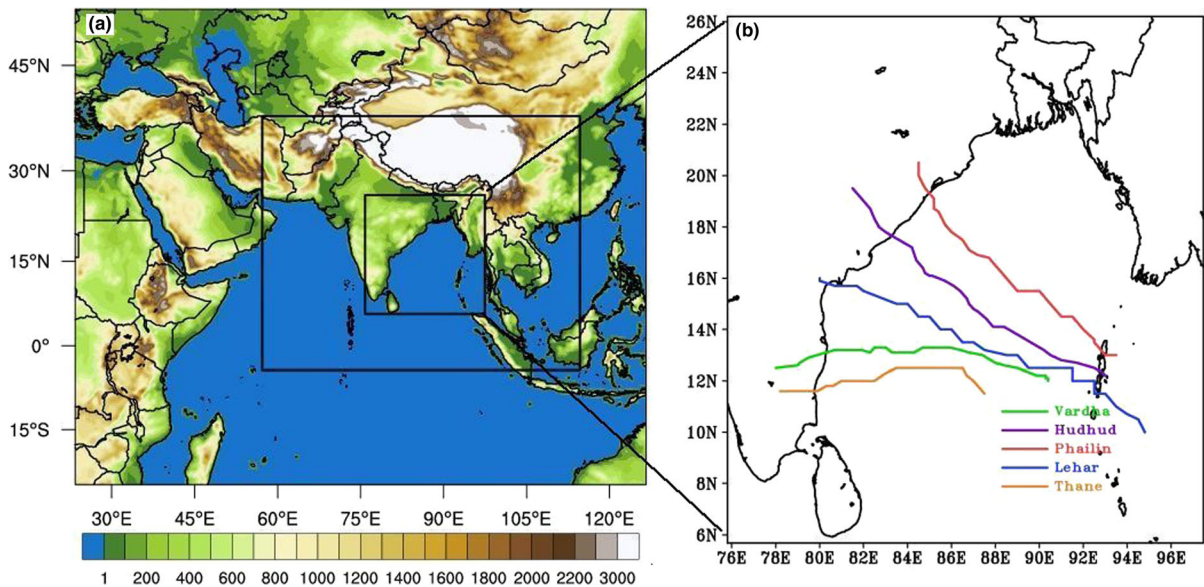 (a)
45°N
30°N
15°N
0°
15°S
30°E 45°E 60°E 75°E 90°E 105°E 120°E
1 200 400 600 800 1000 1200 1400 1600 1800 2000 2200 3000
(b)
26N
24N
22N
20N
18N
16N
14N
12N
10N
8N
6N
Vardha
Hudhud
Phailin
Lehar
Thane
76E 78E 80E 82E 84E 86E 88E 90E 92E 94E 96E